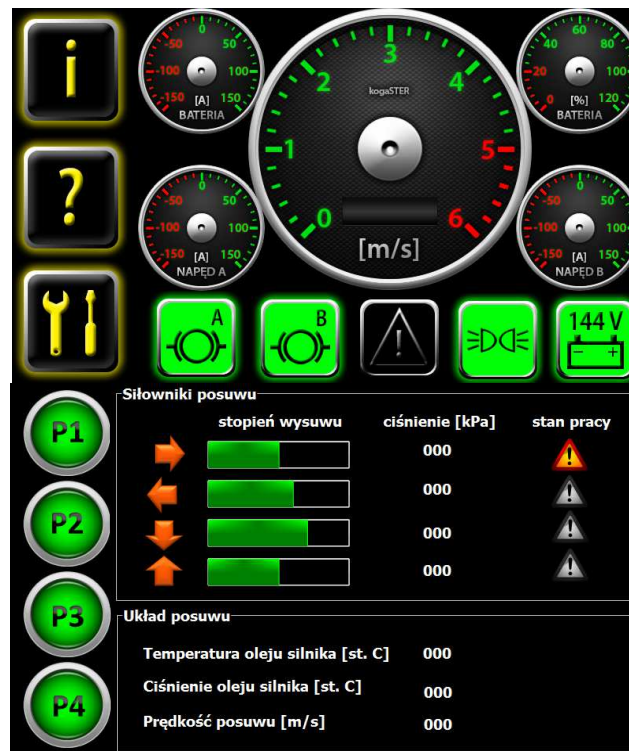 i
-50 0 50
-100 100
-150 [A] 150
BATERIA
0 1 2 3 4 5 6
kogaSTER
[m/s]
40 60 80
20 100
0 [%] 120
BATERIA
?
-50 0 50
-100 100
-150 [A] 150
NAPĘD A
-50 0 50
-100 100
-150 [A] 150
NAPĘD B
A
B
!
144 V
- +
P1
P2
P3
P4
Siłowniki posuwu
stopień wysuwu ciśnienie [kPa] stan pracy
000 !
000 !
000 !
000 !
Układ posuwu
Temperatura oleju silnika [st. C] 000
Ciśnienie oleju silnika [st. C] 000
Prędkość posuwu [m/s] 000